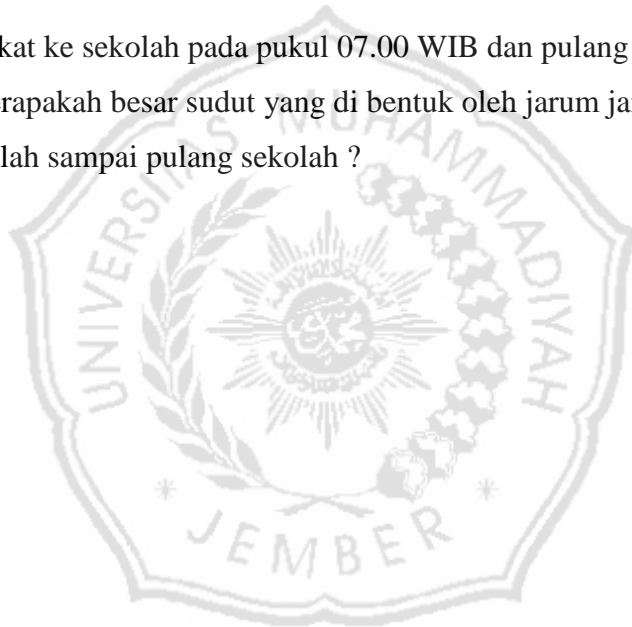 kat ke sekolah pada pukul 07.00 WIB dan pulang
rapakah besar sudut yang di bentuk oleh jarum ja
lah sampai pulang sekolah ?
UNIVERSITAS MUHAMMADIYAH
JEMBER